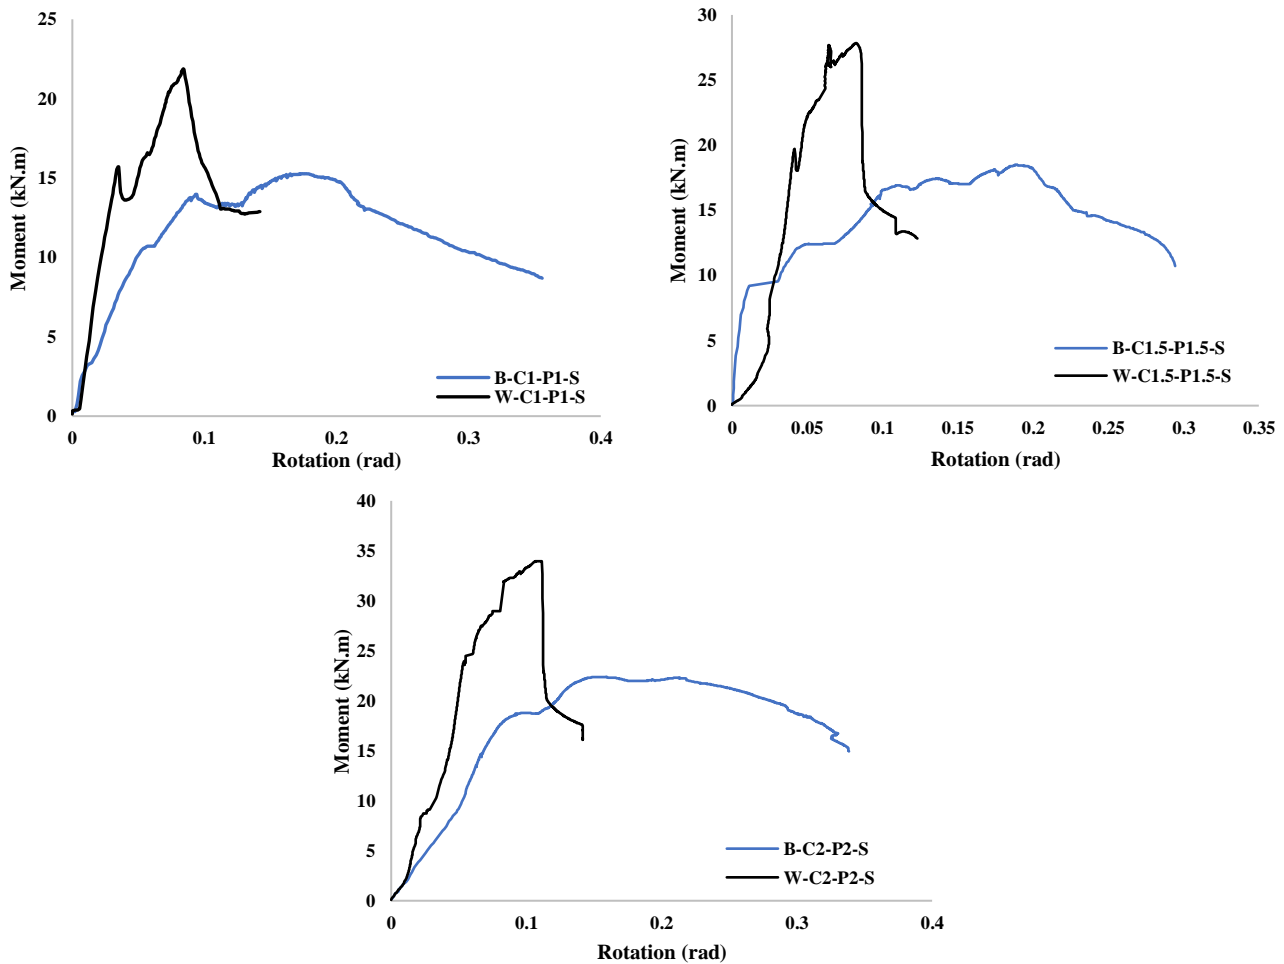 25
20
15
10
5
0
Moment (kN.m)
0 0.1 0.2 0.3 0.4
Rotation (rad)
B-C1-P1-S
W-C1-P1-S
30
25
20
15
10
5
0
Moment (kN.m)
0 0.05 0.1 0.15 0.2 0.25 0.3 0.35
Rotation (rad)
B-C1.5-P1.5-S
W-C1.5-P1.5-S
40
35
30
25
20
15
10
5
0
Moment (kN.m)
0 0.1 0.2 0.3 0.4
Rotation (rad)
B-C2-P2-S
W-C2-P2-S